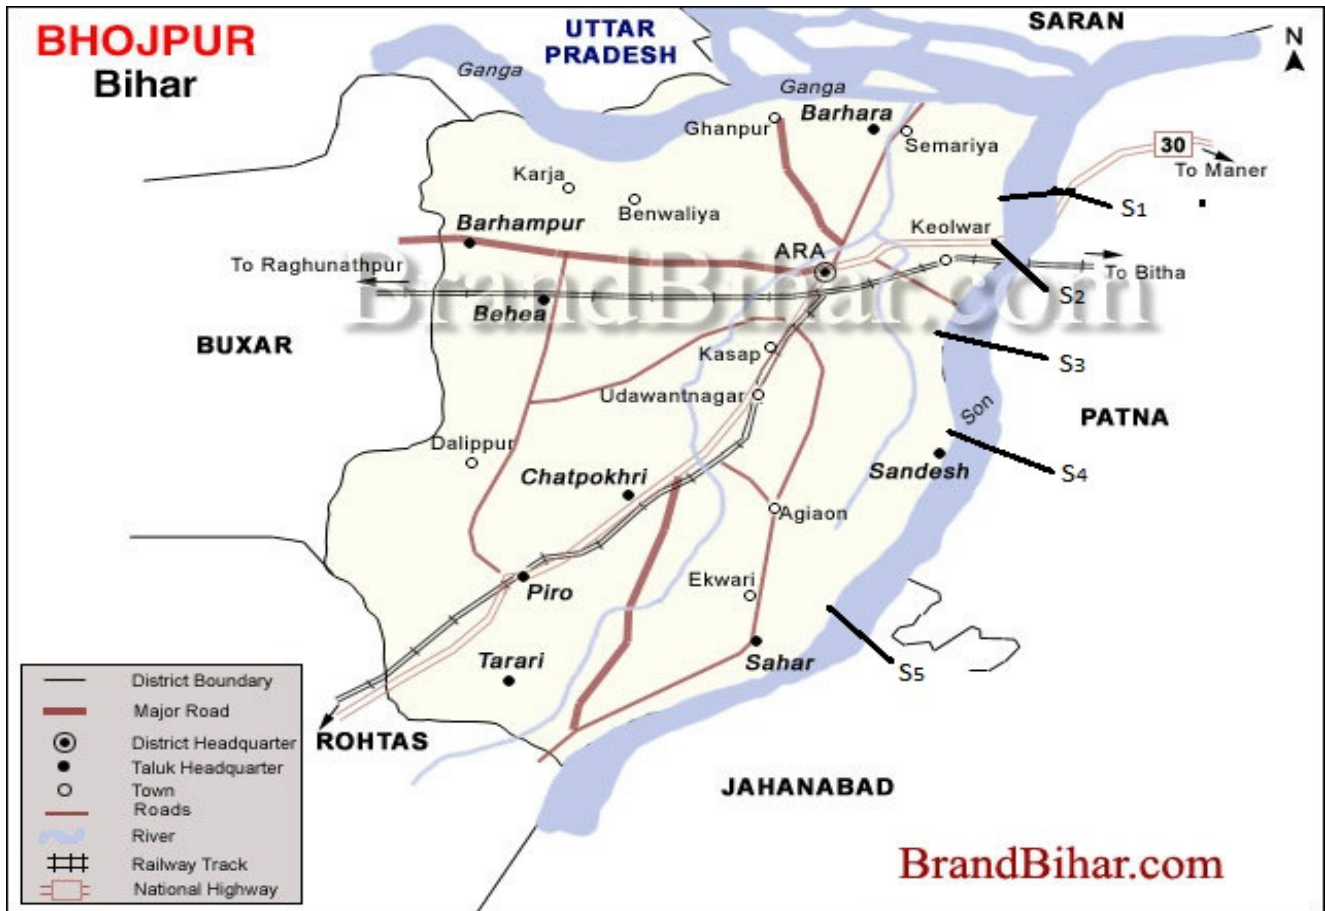 BHOJPUR
Bihar
UTTAR
PRADESH
SARAN
N
Ganga
Ganga
Ghanpur
Barhara
Semariya
30
To Maner
Karja
Benwaliya
S1
Barhampur
ARA
Keolwar
To Raghunathpur
To Bitha
BrandBihar.com
S2
Behea
BUXAR
Kasap
S3
Udawantnagar
Son
PATNA
Dalippur
Chatpokhri
Sandesh
S4
Agiaon
Ekwari
Piro
Tarari
Sahar
S5
District Boundary
Major Road
District Headquarter
Taluk Headquarter
Town
Roads
River
Railway Track
National Highway
ROHTAS
JAHANABAD
BrandBihar.com